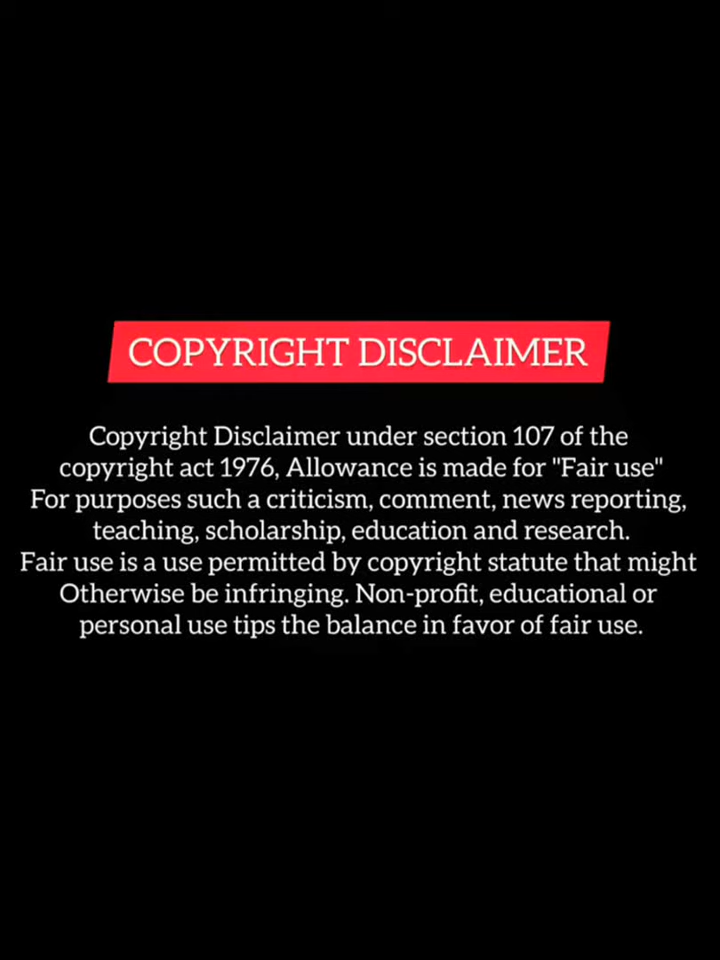 COPYRIGHT DISCLAIMER
Copyright Disclaimer under section 107 of the
copyright act 1976, Allowance is made for "Fair use"
For purposes such a criticism, comment, news reporting,
teaching, scholarship, education and research.
Fair use is a use permitted by copyright statute that might
Otherwise be infringing. Non-profit, educational or
personal use tips the balance in favor of fair use.